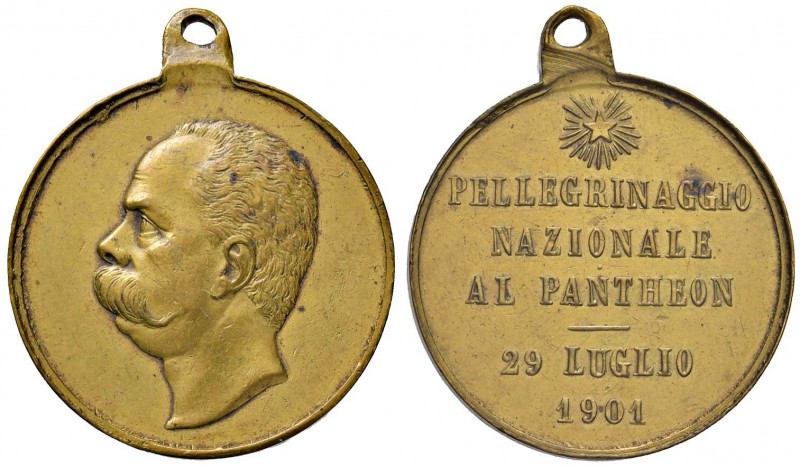 PELLEGRINAGGIO
NAZIONALE
AL PANTHEON
29 LUGLIO
1901